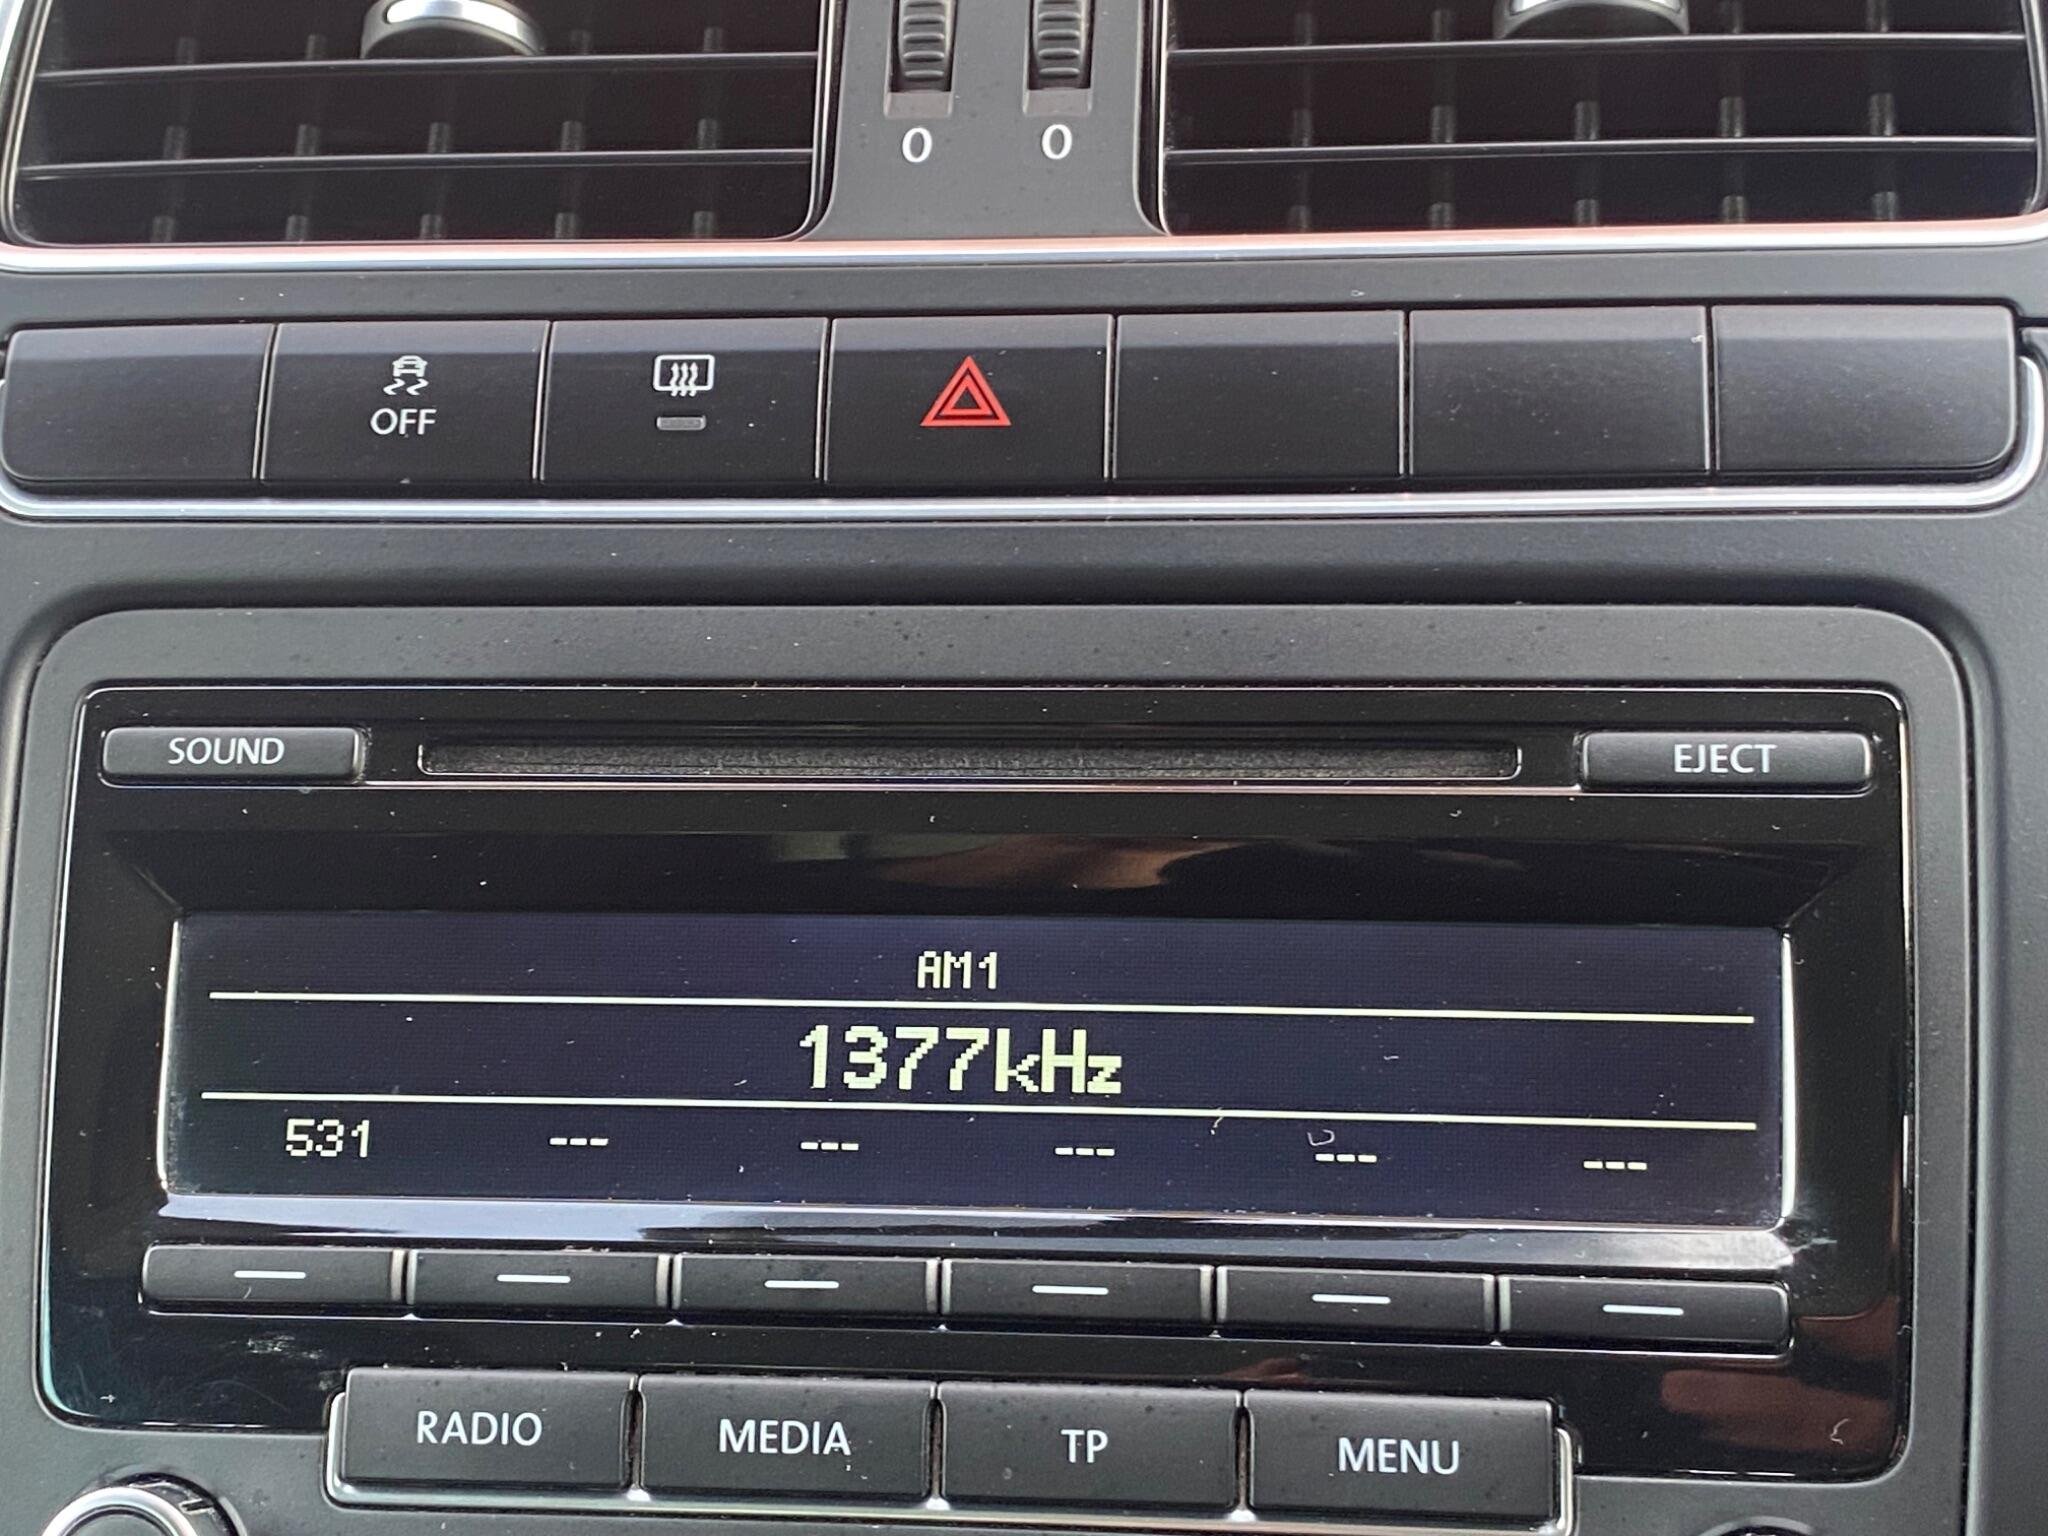 0 0
OFF
SOUND EJECT
AM1
1377kHz
531 --- --- --- --- ---
RADIO MEDIA TP MENU